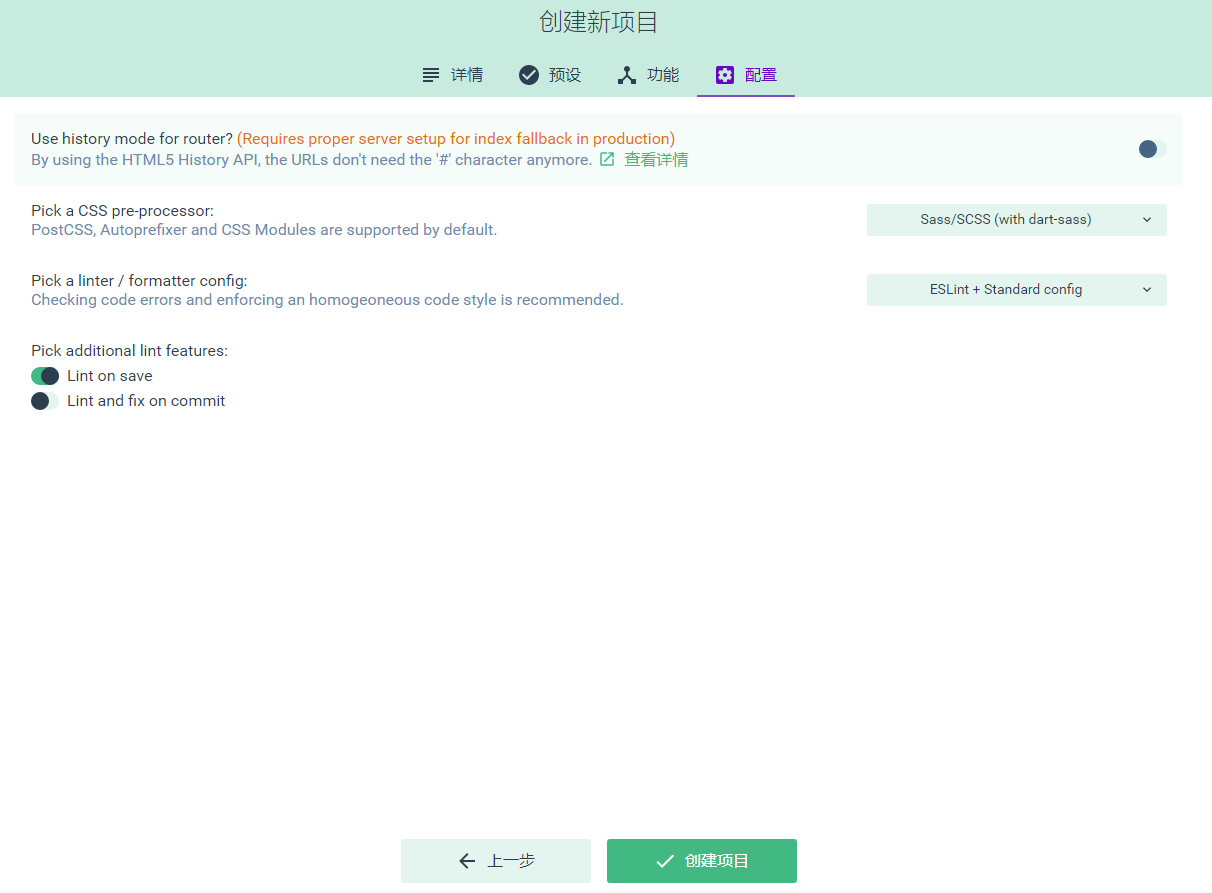 创建新项目
详情 预设 功能 配置
Use history mode for router? (Requires proper server setup for index fallback in production)
By using the HTML5 History API, the URLs don't need the '#' character anymore. 查看详情
Pick a CSS pre-processor:
PostCSS, Autoprefixer and CSS Modules are supported by default.
Sass/SCSS (with dart-sass)
Pick a linter / formatter config:
Checking code errors and enforcing an homogeoneous code style is recommended.
ESLint + Standard config
Pick additional lint features:
Lint on save
Lint and fix on commit
上一步 创建项目